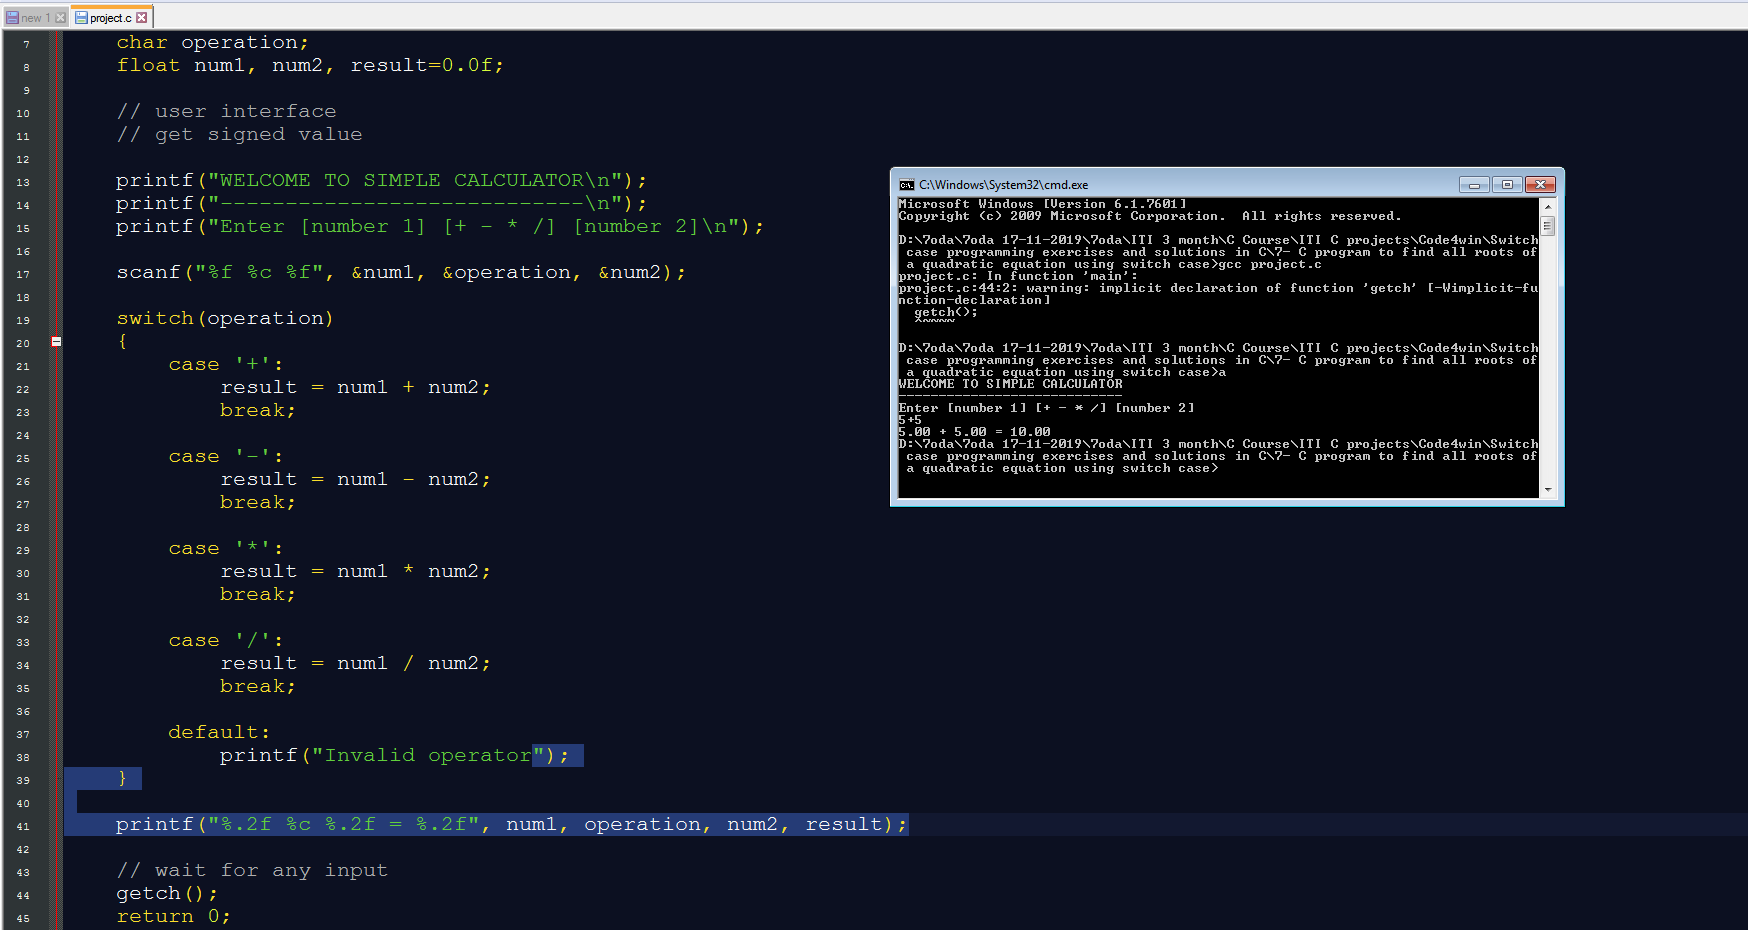 new 1
project.c
7 char operation;
8 float num1, num2, result=0.0f;
9
10 // user interface
11 // get signed value
12
13 printf("WELCOME TO SIMPLE CALCULATOR\n");
14 printf("----------------------------\n");
15 printf("Enter [number 1] [+ - * /] [number 2]\n");
16
17 scanf("%f %c %f", &num1, &operation, &num2);
18
19 switch(operation)
20 {
21 case '+':
22 result = num1 + num2;
23 break;
24
25 case '-':
26 result = num1 - num2;
27 break;
28
29 case '*':
30 result = num1 * num2;
31 break;
32
33 case '/':
34 result = num1 / num2;
35 break;
36
37 default:
38 printf("Invalid operator");
39 }
40
41 printf("%.2f %c %.2f = %.2f", num1, operation, num2, result);
42
43 // wait for any input
44 getch();
45 return 0;
C:\Windows\System32\cmd.exe
Microsoft Windows [Version 6.1.7601]
Copyright (c) 2009 Microsoft Corporation.  All rights reserved.
D:\7oda\7oda 17-11-2019\7oda\ITI 3 month\C Course\ITI C projects\Code4win\Switch
case programming exercises and solutions in C\7- C program to find all roots of
a quadratic equation using switch case>gcc project.c
project.c: In function 'main':
project.c:44:2: warning: implicit declaration of function 'getch' [-Wimplicit-fu
nction-declaration]
getch();
^~~~~
D:\7oda\7oda 17-11-2019\7oda\ITI 3 month\C Course\ITI C projects\Code4win\Switch
case programming exercises and solutions in C\7- C program to find all roots of
a quadratic equation using switch case>a
WELCOME TO SIMPLE CALCULATOR
----------------------------
Enter [number 1] [+ - * /] [number 2]
5+5
5.00 + 5.00 = 10.00
D:\7oda\7oda 17-11-2019\7oda\ITI 3 month\C Course\ITI C projects\Code4win\Switch
case programming exercises and solutions in C\7- C program to find all roots of
a quadratic equation using switch case>